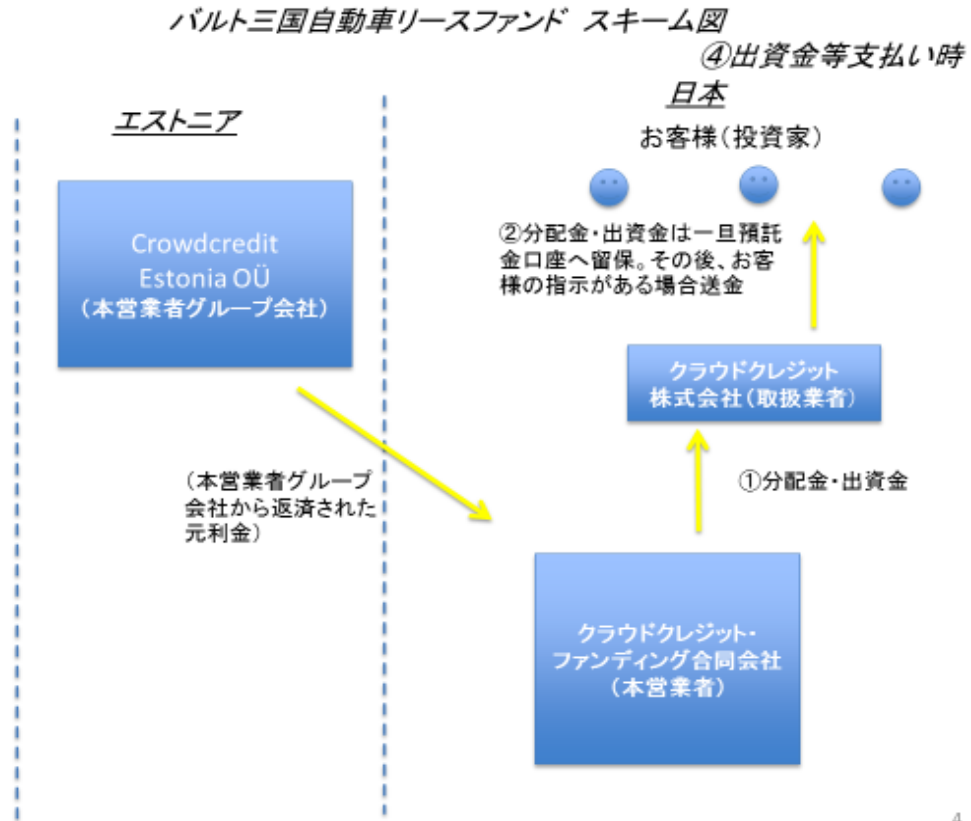 バルト三国自動車リースファンド スキーム図
④出資金等支払い時
エストニア
日本
お客様(投資家)
Crowdcredit
Estonia OÜ
(本営業者グループ会社)
②分配金・出資金は一旦預託
金口座へ留保。その後、お客
様の指示がある場合送金
クラウドクレジット
株式会社(取扱業者)
(本営業者グループ
会社から返済された
元利金)
①分配金・出資金
クラウドクレジット・
ファンディング合同会社
(本営業者)
4